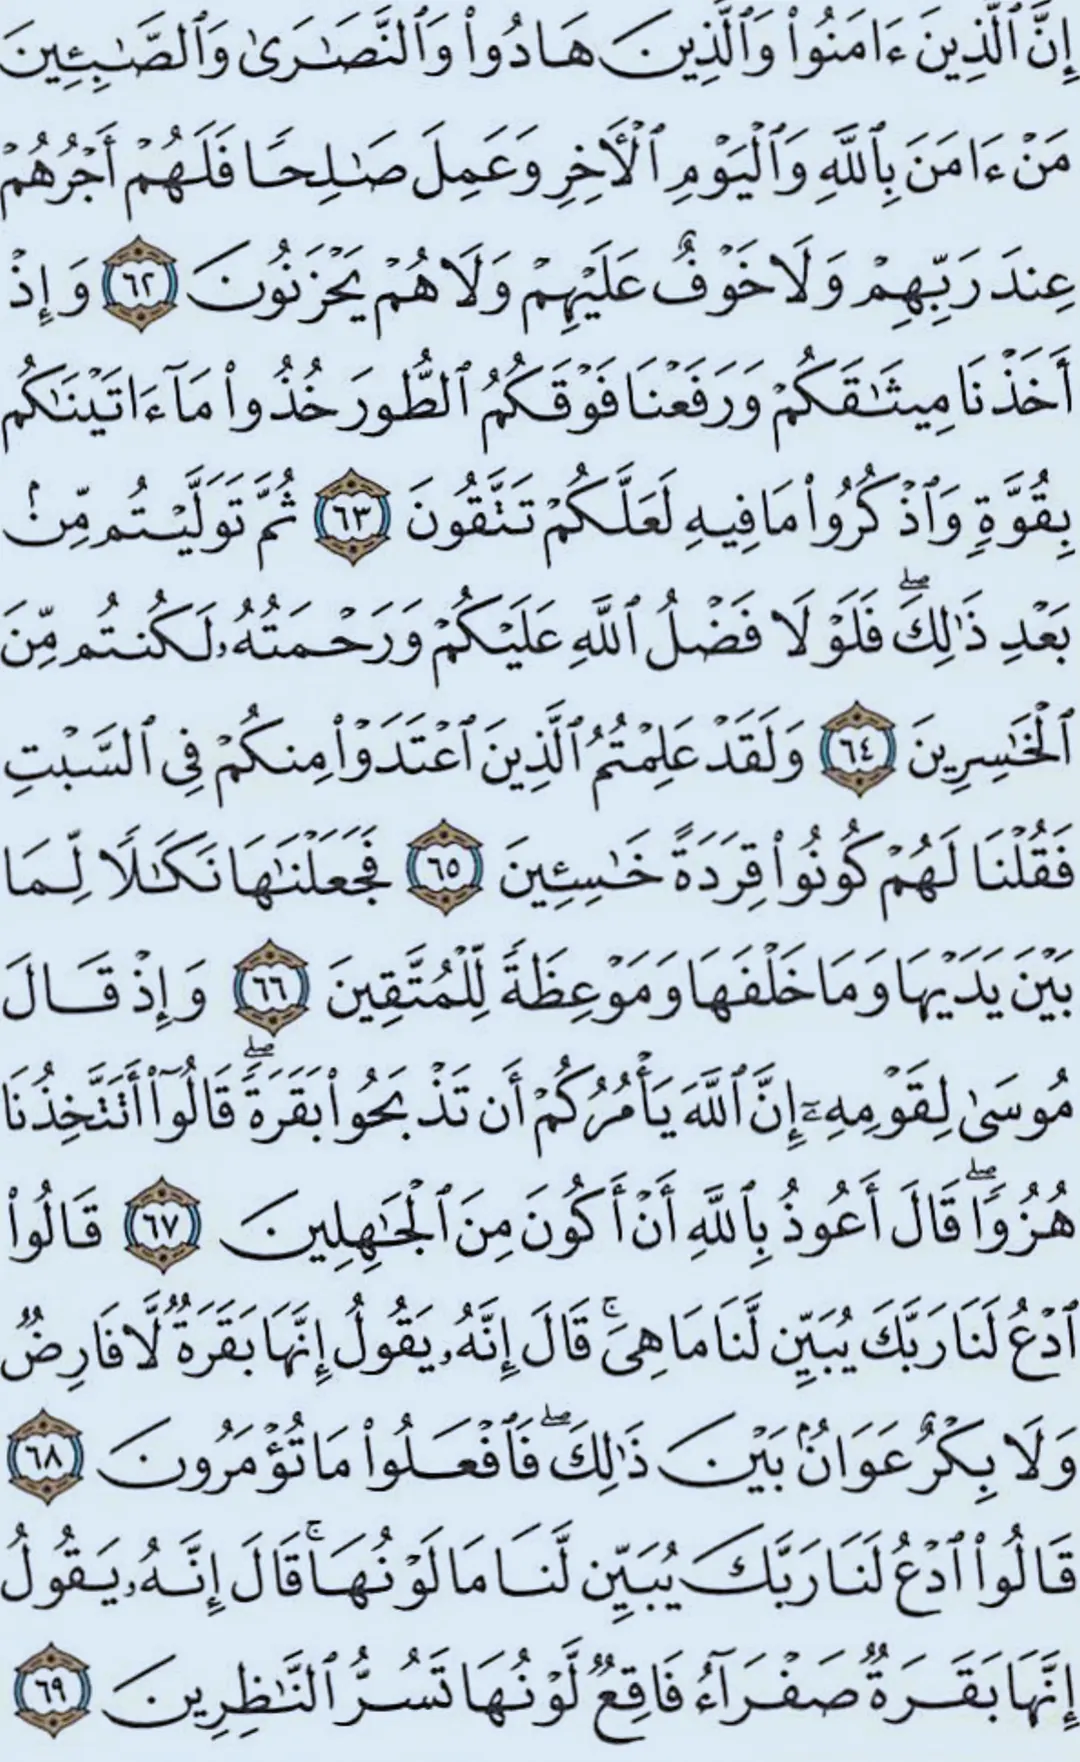 إِنَّ ٱلَّذِينَ ءَامَنُوا۟ وَٱلَّذِينَ هَادُوا۟ وَٱلنَّصَـٰرَىٰ وَٱلصَّـٰبِـِٔينَ
مَنْ ءَامَنَ بِٱللَّهِ وَٱلْيَوْمِ ٱلْـَٔاخِرِ وَعَمِلَ صَـٰلِحًا فَلَهُمْ أَجْرُهُمْ
عِندَ رَبِّهِمْ وَلَا خَوْفٌ عَلَيْهِمْ وَلَا هُمْ يَحْزَنُونَ ٦٢ وَإِذْ
أَخَذْنَا مِيثَـٰقَكُمْ وَرَفَعْنَا فَوْقَكُمُ ٱلطُّورَ خُذُوا۟ مَآ ءَاتَيْنَـٰكُم
بِقُوَّةٍ وَٱذْكُرُوا۟ مَا فِيهِ لَعَلَّكُمْ تَتَّقُونَ ٦٣ ثُمَّ تَوَلَّيْتُم مِّنۢ
بَعْدِ ذَٰلِكَ ۖ فَلَوْلَا فَضْلُ ٱللَّهِ عَلَيْكُمْ وَرَحْمَتُهُۥ لَكُنتُم مِّنَ
ٱلْخَـٰسِرِينَ ٦٤ وَلَقَدْ عَلِمْتُمُ ٱلَّذِينَ ٱعْتَدَوْا۟ مِنكُمْ فِى ٱلسَّبْتِ
فَقُلْنَا لَهُمْ كُونُوا۟ قِرَدَةً خَـٰسِـِٔينَ ٦٥ فَجَعَلْنَـٰهَا نَكَـٰلًا لِّمَا
بَيْنَ يَدَيْهَا وَمَا خَلْفَهَا وَمَوْعِظَةً لِّلْمُتَّقِينَ ٦٦ وَإِذْ قَالَ
مُوسَىٰ لِقَوْمِهِۦٓ إِنَّ ٱللَّهَ يَأْمُرُكُمْ أَن تَذْبَحُوا۟ بَقَرَةً ۖ قَالُوٓا۟ أَتَتَّخِذُنَا
هُزُوًا ۖ قَالَ أَعُوذُ بِٱللَّهِ أَنْ أَكُونَ مِنَ ٱلْجَـٰهِلِينَ ٦٧ قَالُوا۟
ٱدْعُ لَنَا رَبَّكَ يُبَيِّن لَّنَا مَا هِىَ ۚ قَالَ إِنَّهُۥ يَقُولُ إِنَّهَا بَقَرَةٌ لَّا فَارِضٌ
وَلَا بِكْرٌ عَوَانٌۢ بَيْنَ ذَٰلِكَ ۖ فَٱفْعَلُوا۟ مَا تُؤْمَرُونَ ٦٨
قَالُوا۟ ٱدْعُ لَنَا رَبَّكَ يُبَيِّن لَّنَا مَا لَوْنُهَا ۚ قَالَ إِنَّهُۥ يَقُولُ
إِنَّهَا بَقَرَةٌ صَفْرَآءُ فَاقِعٌ لَّوْنُهَا تَسُرُّ ٱلنَّـٰظِرِينَ ٦٩